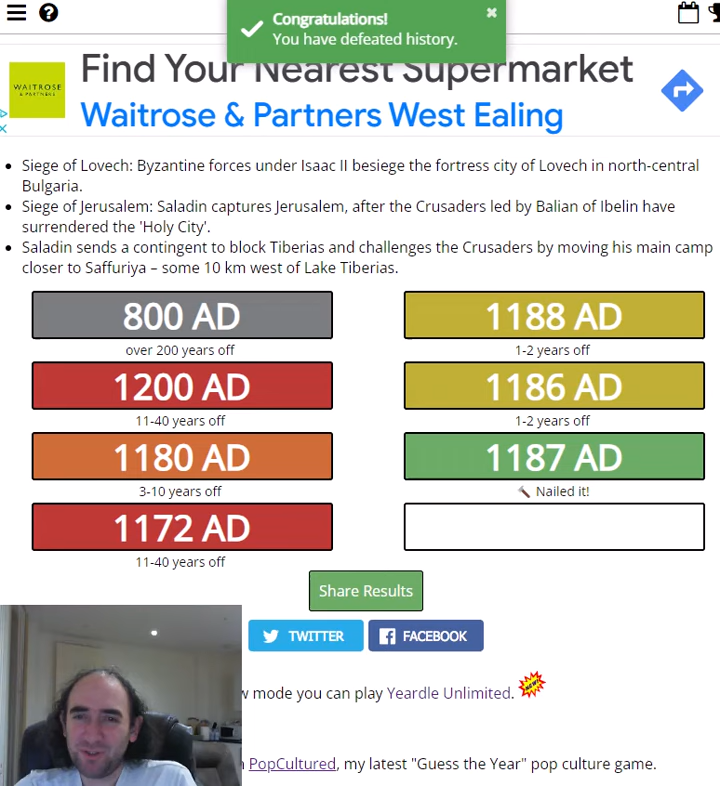 Congratulations!
You have defeated history.
Find Your Nearest Supermarket
WAITROSE
& PARTNERS
Waitrose & Partners West Ealing
Siege of Lovech: Byzantine forces under Isaac II besiege the fortress city of Lovech in north-central
Bulgaria.
Siege of Jerusalem: Saladin captures Jerusalem, after the Crusaders led by Balian of Ibelin have
surrendered the 'Holy City'.
Saladin sends a contingent to block Tiberias and challenges the Crusaders by moving his main camp
closer to Saffuriya – some 10 km west of Lake Tiberias.
800 AD
over 200 years off
1200 AD
11-40 years off
1180 AD
3-10 years off
1172 AD
11-40 years off
1188 AD
1-2 years off
1186 AD
1-2 years off
1187 AD
Nailed it!
Share Results
TWITTER
FACEBOOK
mode you can play Yeardle Unlimited.
NEW!
PopCultured, my latest "Guess the Year" pop culture game.